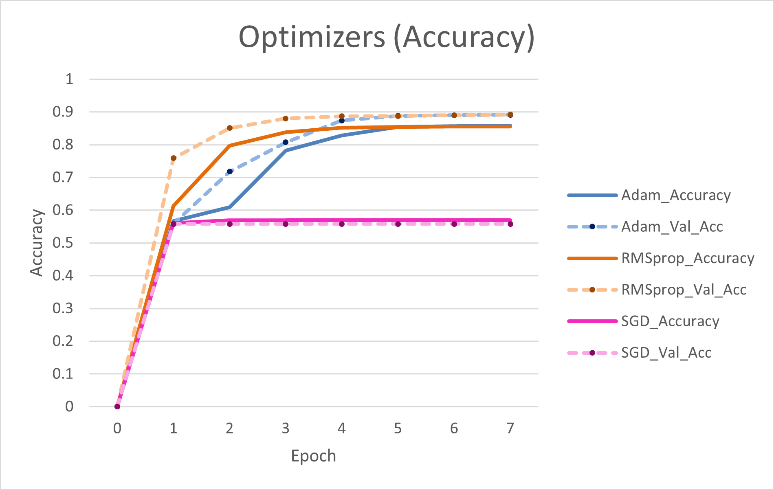 Optimizers (Accuracy)
1
0.9
0.8
0.7
0.6
0.5
0.4
0.3
0.2
0.1
0
Accuracy
0 1 2 3 4 5 6 7
Epoch
Adam_Accuracy
Adam_Val_Acc
RMSprop_Accuracy
RMSprop_Val_Acc
SGD_Accuracy
SGD_Val_Acc